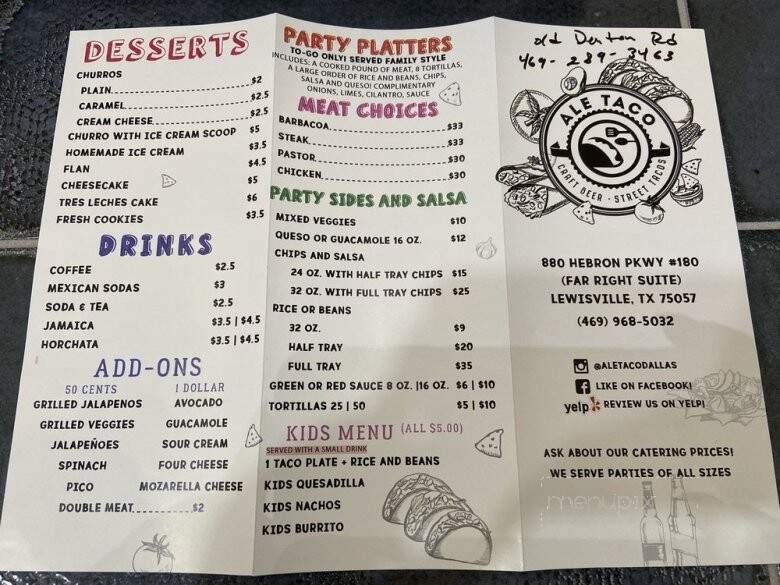 DESSERTS
CHURROS
PLAIN $2
CARAMEL $2.5
CREAM CHEESE $2.5
CHURRO WITH ICE CREAM SCOOP $5
HOMEMADE ICE CREAM $3.5
FLAN $4.5
CHEESECAKE $5
TRES LECHES CAKE $6
FRESH COOKIES $3.5
DRINKS
COFFEE $2.5
MEXICAN SODAS $3
SODA & TEA $2.5
JAMAICA $3.5 | $4.5
HORCHATA $3.5 | $4.5
ADD-ONS
50 CENTS 1 DOLLAR
GRILLED JALAPENOS AVOCADO
GRILLED VEGGIES GUACAMOLE
JALAPEÑOES SOUR CREAM
SPINACH FOUR CHEESE
PICO MOZARELLA CHEESE
DOUBLE MEAT $2
PARTY PLATTERS
TO-GO ONLY! SERVED FAMILY STYLE
INCLUDES: A COOKED POUND OF MEAT, 8 TORTILLAS,
A LARGE ORDER OF RICE AND BEANS, CHIPS,
SALSA AND QUESO! COMPLIMENTARY
ONIONS, LIMES, CILANTRO, SAUCE
MEAT CHOICES
BARBACOA $33
STEAK $33
PASTOR $30
CHICKEN $30
PARTY SIDES AND SALSA
MIXED VEGGIES $10
QUESO OR GUACAMOLE 16 OZ. $12
CHIPS AND SALSA
24 OZ. WITH HALF TRAY CHIPS $15
32 OZ. WITH FULL TRAY CHIPS $25
RICE OR BEANS
32 OZ. $9
HALF TRAY $20
FULL TRAY $35
GREEN OR RED SAUCE 8 OZ. |16 OZ. $6 | $10
TORTILLAS 25 | 50 $5 | $10
KIDS MENU (ALL $5.00)
SERVED WITH A SMALL DRINK
1 TACO PLATE + RICE AND BEANS
KIDS QUESADILLA
KIDS NACHOS
KIDS BURRITO
old Denton Rd
469-289-3463
ALE TACO
CRAFT BEER - STREET TACOS
880 HEBRON PKWY #180
(FAR RIGHT SUITE)
LEWISVILLE, TX 75057
(469) 968-5032
@ALETACODALLAS
LIKE ON FACEBOOK!
yelp REVIEW US ON YELP!
ASK ABOUT OUR CATERING PRICES!
WE SERVE PARTIES OF ALL SIZES
menupix